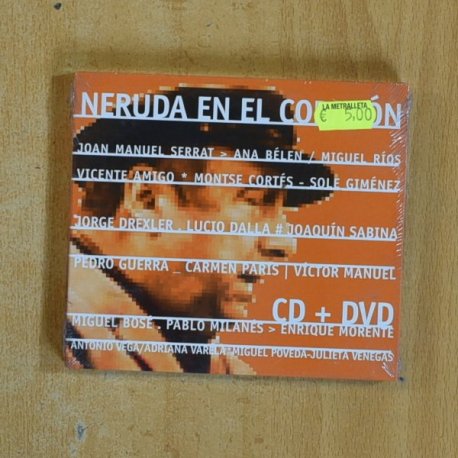 NERUDA EN EL CO ÓN
LA METRALLETA
€ 5,00
JOAN MANUEL SERRAT > ANA BÉLEN / MIGUEL RÍOS
VICENTE AMIGO * MONTSE CORTÉS - SOLE GIMÉNEZ
JORGE DREXLER . LUCIO DALLA # JOAQUÍN SABINA
PEDRO GUERRA _ CARMEN PARIS | VÍCTOR MANUEL
CD + DVD
MIGUEL BOSÉ . PABLO MILANÉS > ENRIQUE MORENTE
ANTONIO VEGA/ADRIANA VARELA*MIGUEL POVEDA-JULIETA VENEGAS